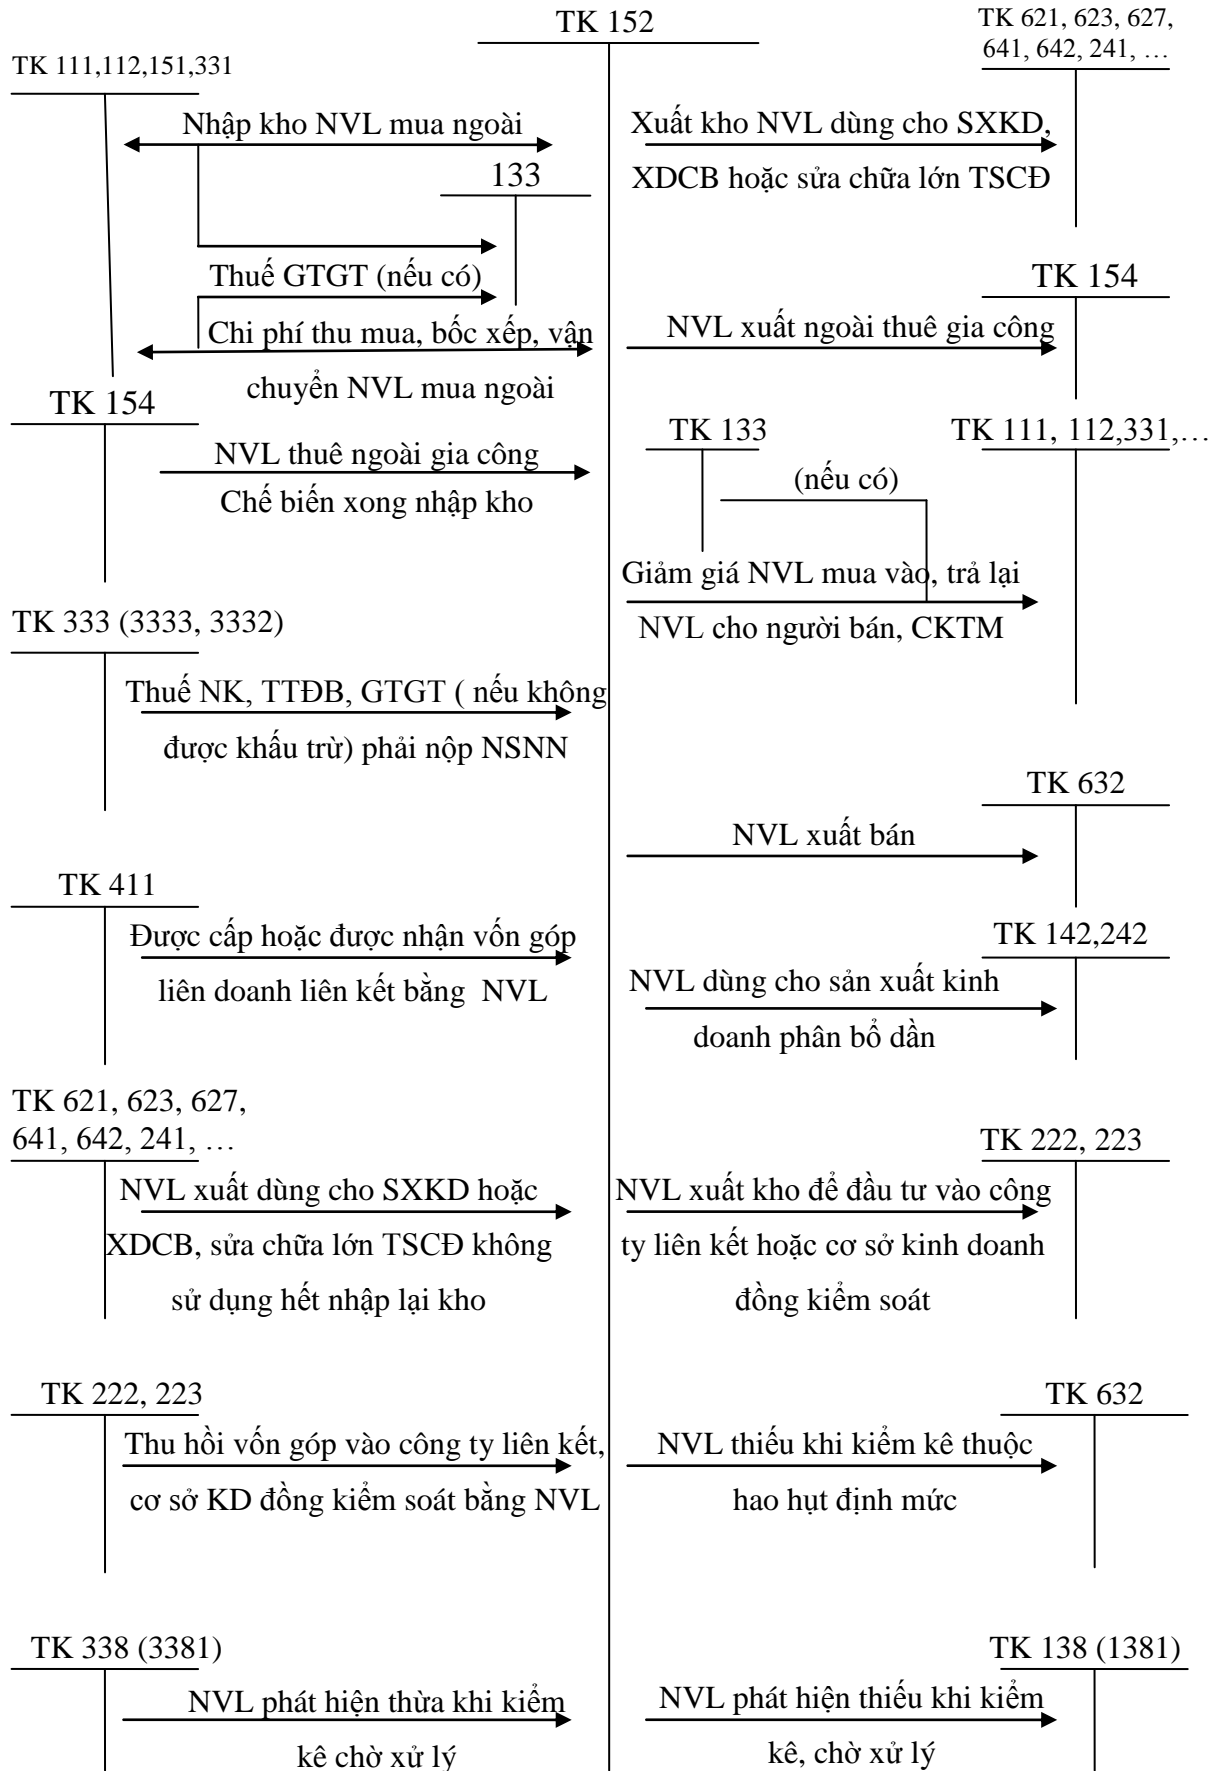 TK 152
TK 621, 623, 627,
641, 642, 241, …
TK 111,112,151,331
Nhập kho NVL mua ngoài
Xuất kho NVL dùng cho SXKD,
XDCB hoặc sửa chữa lớn TSCĐ
133
Thuế GTGT (nếu có)
TK 154
Chi phí thu mua, bốc xếp, vận
chuyển NVL mua ngoài
NVL xuất ngoài thuê gia công
TK 154
NVL thuê ngoài gia công
Chế biến xong nhập kho
TK 133
TK 111, 112,331,…
(nếu có)
Giảm giá NVL mua vào, trả lại
NVL cho người bán, CKTM
TK 333 (3333, 3332)
Thuế NK, TTĐB, GTGT ( nếu không
được khấu trừ) phải nộp NSNN
TK 632
NVL xuất bán
TK 411
Được cấp hoặc được nhận vốn góp
liên doanh liên kết bằng NVL
TK 142,242
NVL dùng cho sản xuất kinh
doanh phân bổ dần
TK 621, 623, 627,
641, 642, 241, …
NVL xuất dùng cho SXKD hoặc
XDCB, sửa chữa lớn TSCĐ không
sử dụng hết nhập lại kho
TK 222, 223
NVL xuất kho để đầu tư vào công
ty liên kết hoặc cơ sở kinh doanh
đồng kiểm soát
TK 222, 223
Thu hồi vốn góp vào công ty liên kết,
cơ sở KD đồng kiểm soát bằng NVL
TK 632
NVL thiếu khi kiểm kê thuộc
hao hụt định mức
TK 338 (3381)
NVL phát hiện thừa khi kiểm
kê chờ xử lý
TK 138 (1381)
NVL phát hiện thiếu khi kiểm
kê, chờ xử lý